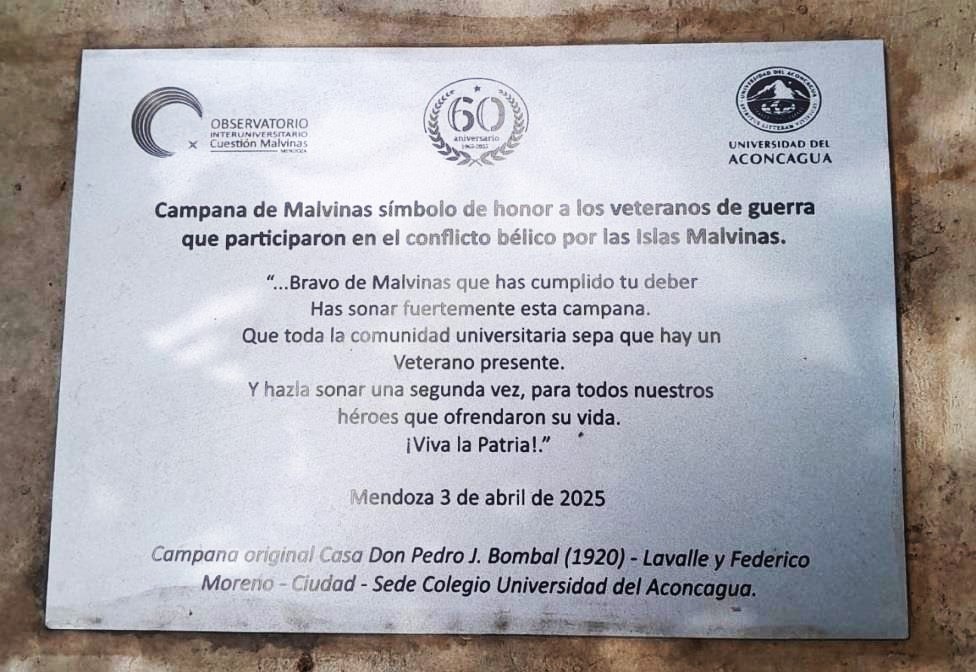 OBSERVATORIO
INTERUNIVERSITARIO
Cuestión Malvinas
MENDOZA
60
aniversario
UNIVERSIDAD DEL ACONCAGUA
UNIVERSIDAD DEL
ACONCAGUA
Campana de Malvinas símbolo de honor a los veteranos de guerra
que participaron en el conflicto bélico por las Islas Malvinas.
“...Bravo de Malvinas que has cumplido tu deber
Has sonar fuertemente esta campana.
Que toda la comunidad universitaria sepa que hay un
Veterano presente.
Y hazla sonar una segunda vez, para todos nuestros
héroes que ofrendaron su vida.
¡Viva la Patria!.”
Mendoza 3 de abril de 2025
Campana original Casa Don Pedro J. Bombal (1920) - Lavalle y Federico
Moreno - Ciudad - Sede Colegio Universidad del Aconcagua.